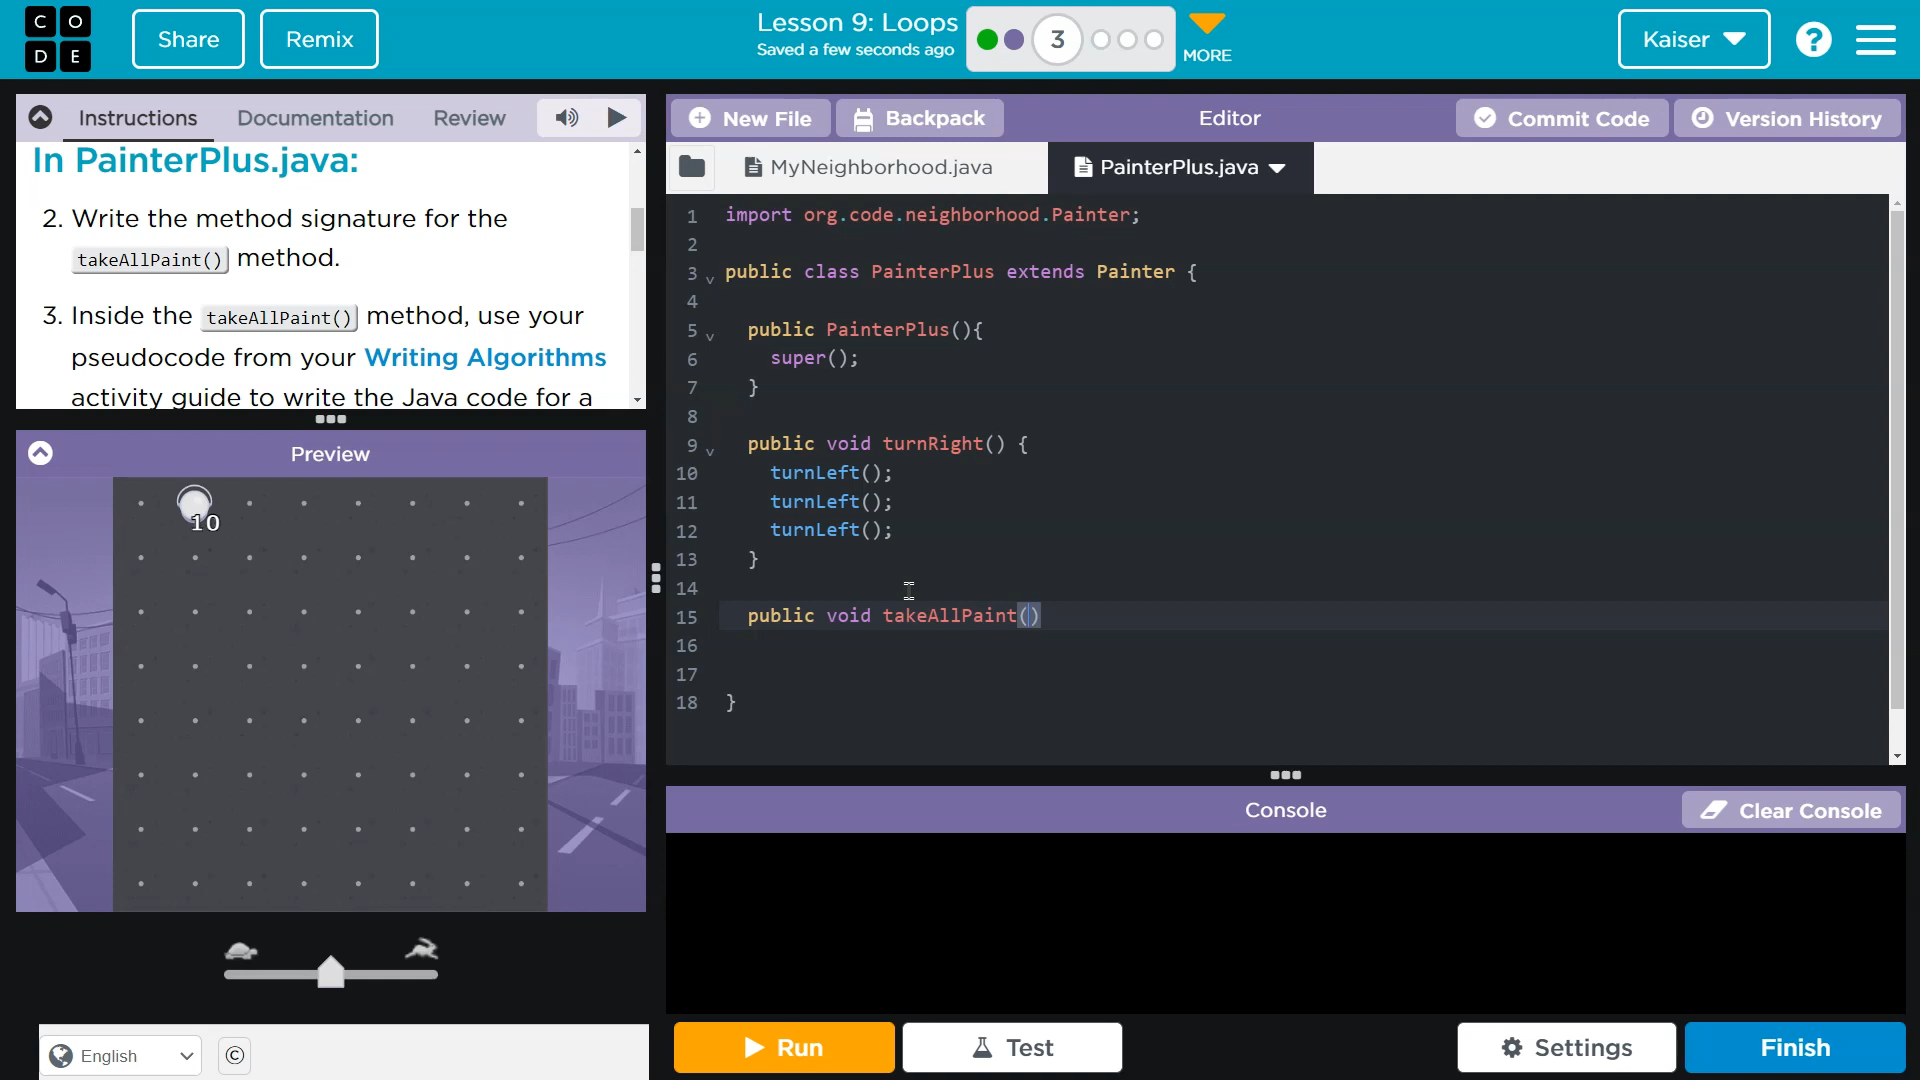 C O
D E
Share
Remix
Lesson 9: Loops
Saved a few seconds ago
3
MORE
Kaiser
?
Instructions
Documentation
Review
In PainterPlus.java:
2. Write the method signature for the
takeAllPaint() method.
3. Inside the takeAllPaint() method, use your
pseudocode from your Writing Algorithms
activity guide to write the Java code for a
Preview
10
English
©
New File
Backpack
Editor
Commit Code
Version History
MyNeighborhood.java
PainterPlus.java
1 import org.code.neighborhood.Painter;
2
3 public class PainterPlus extends Painter {
4
5 public PainterPlus(){
6 super();
7 }
8
9 public void turnRight() {
10 turnLeft();
11 turnLeft();
12 turnLeft();
13 }
14
15 public void takeAllPaint()
16
17
18 }
Console
Clear Console
Run
Test
Settings
Finish